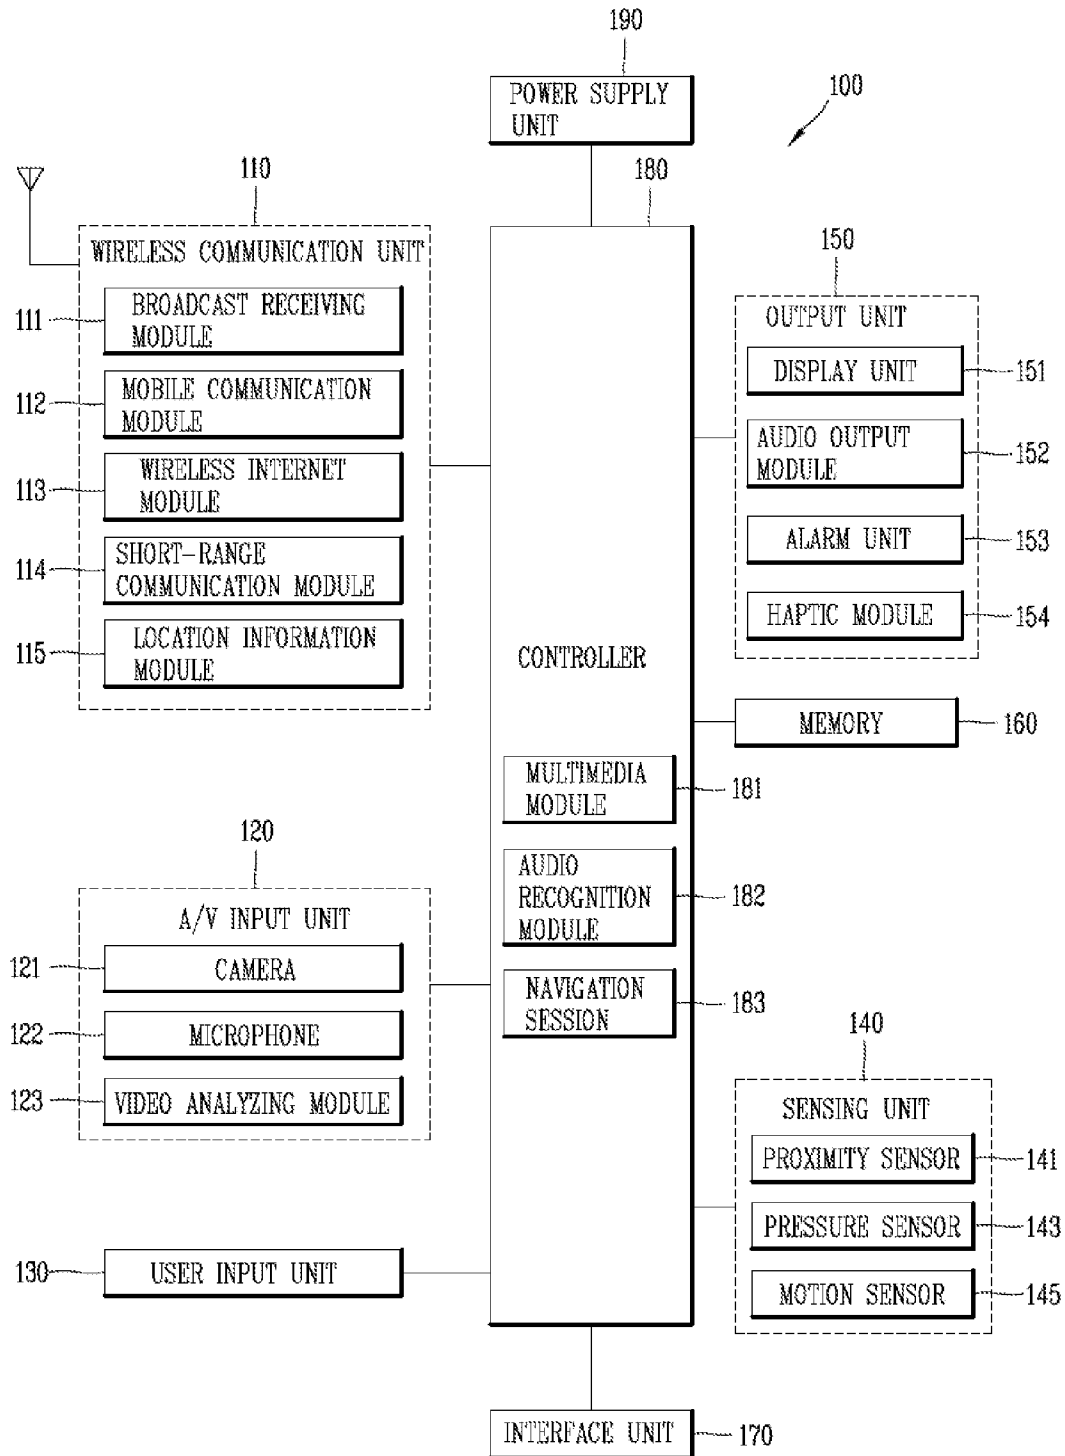 190
POWER SUPPLY
UNIT
100
110
180
WIRELESS COMMUNICATION UNIT
111
BROADCAST RECEIVING
MODULE
112
MOBILE COMMUNICATION
MODULE
113
WIRELESS INTERNET
MODULE
114
SHORT-RANGE
COMMUNICATION MODULE
115
LOCATION INFORMATION
MODULE
150
OUTPUT UNIT
DISPLAY UNIT
151
AUDIO OUTPUT
MODULE
152
ALARM UNIT
153
HAPTIC MODULE
154
CONTROLLER
MEMORY
160
MULTIMEDIA
MODULE
181
AUDIO
RECOGNITION
MODULE
182
NAVIGATION
SESSION
183
120
A/V INPUT UNIT
121
CAMERA
122
MICROPHONE
123
VIDEO ANALYZING MODULE
140
SENSING UNIT
PROXIMITY SENSOR
141
PRESSURE SENSOR
143
MOTION SENSOR
145
130
USER INPUT UNIT
INTERFACE UNIT
170